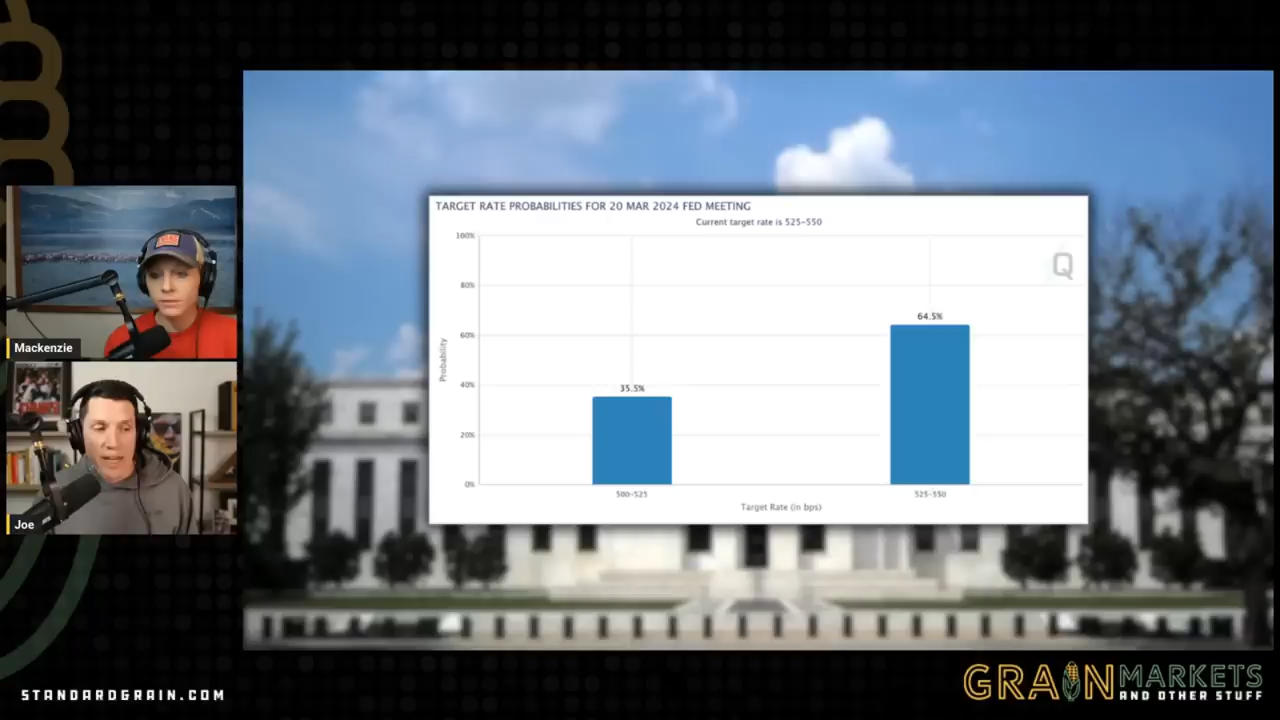 TARGET RATE PROBABILITIES FOR 20 MAR 2024 FED MEETING
Current target rate is 525-550
100%
80%
60%
40%
20%
0%
Probability
35.5%
64.5%
500-525
525-550
Target Rate (in bps)
Q
Mackenzie
Joe
STANDARDGRAIN.COM
GRAIN MARKETS
AND OTHER STUFF